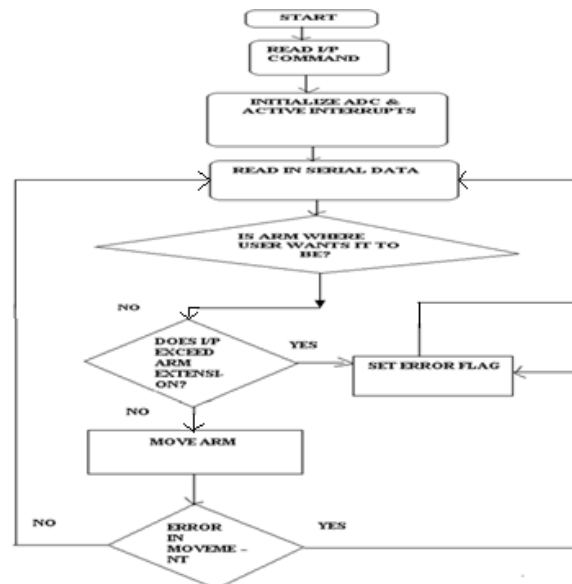 START
READ I/P
COMMAND
INITIALIZE ADC &
ACTIVE INTERRUPTS
READ IN SERIAL DATA
IS ARM WHERE
USER WANTS IT TO
BE?
NO
DOES I/P
EXCEED
ARM
EXTENSI-
ON?
YES
SET ERROR FLAG
NO
MOVE ARM
NO
ERROR
IN
MOVEME –
NT
YES